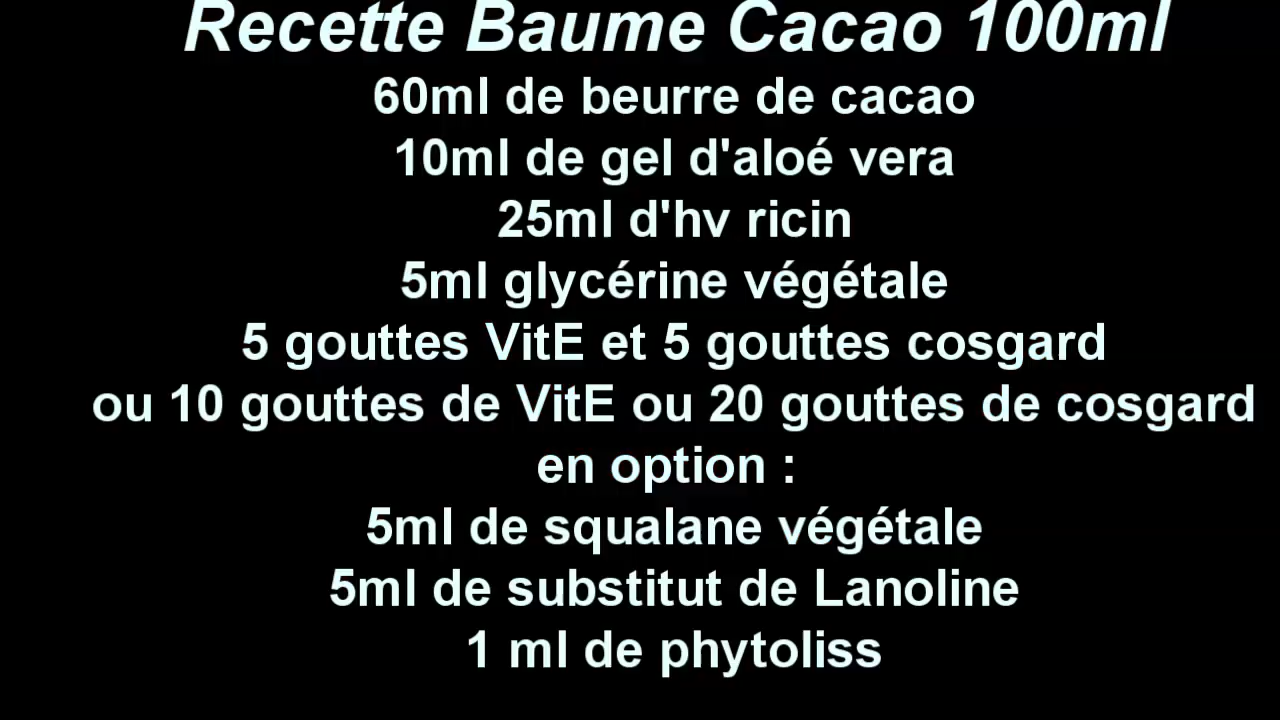 Recette Baume Cacao 100ml
60ml de beurre de cacao
10ml de gel d'aloé vera
25ml d'hv ricin
5ml glycérine végétale
5 gouttes VitE et 5 gouttes cosgard
ou 10 gouttes de VitE ou 20 gouttes de cosgard
en option :
5ml de squalane végétale
5ml de substitut de Lanoline
1 ml de phytoliss